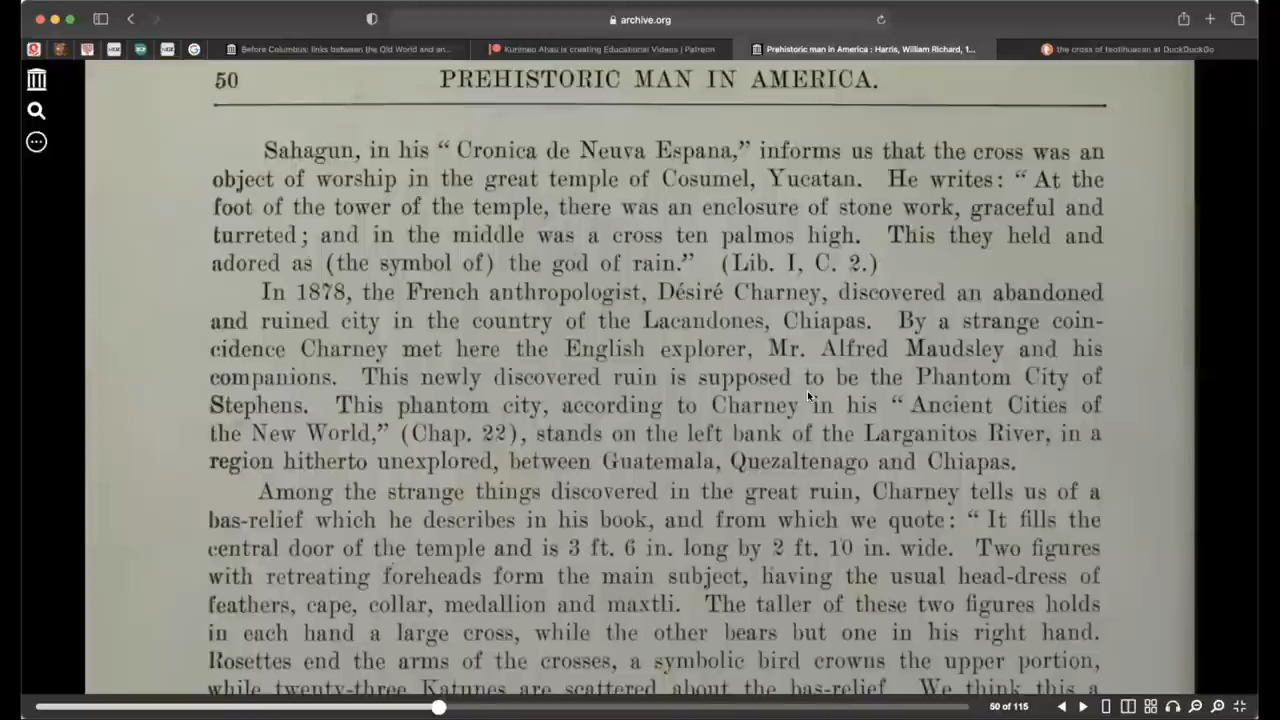 archive.org
Before Columbus: links between the Old World and an...
Kurimeo Ahau is creating Educational Videos | Patreon
Prehistoric man in America : Harris, William Richard, 1...
the cross of teotihuacan at DuckDuckGo
50 PREHISTORIC MAN IN AMERICA.
Sahagun, in his “ Cronica de Neuva Espana,” informs us that the cross was an
object of worship in the great temple of Cosumel, Yucatan. He writes: “ At the
foot of the tower of the temple, there was an enclosure of stone work, graceful and
turreted; and in the middle was a cross ten palmos high. This they held and
adored as (the symbol of) the god of rain.” (Lib. I, C. 2.)
In 1878, the French anthropologist, Désiré Charney, discovered an abandoned
and ruined city in the country of the Lacandones, Chiapas. By a strange coin-
cidence Charney met here the English explorer, Mr. Alfred Maudsley and his
companions. This newly discovered ruin is supposed to be the Phantom City of
Stephens. This phantom city, according to Charney in his “ Ancient Cities of
the New World,” (Chap. 22), stands on the left bank of the Larganitos River, in a
region hitherto unexplored, between Guatemala, Quezaltenago and Chiapas.
Among the strange things discovered in the great ruin, Charney tells us of a
bas-relief which he describes in his book, and from which we quote: “ It fills the
central door of the temple and is 3 ft. 6 in. long by 2 ft. 10 in. wide. Two figures
with retreating foreheads form the main subject, having the usual head-dress of
feathers, cape, collar, medallion and maxtli. The taller of these two figures holds
in each hand a large cross, while the other bears but one in his right hand.
Rosettes end the arms of the crosses, a symbolic bird crowns the upper portion,
while twenty-three Katunes are scattered about the bas-relief. We think this a
50 of 115